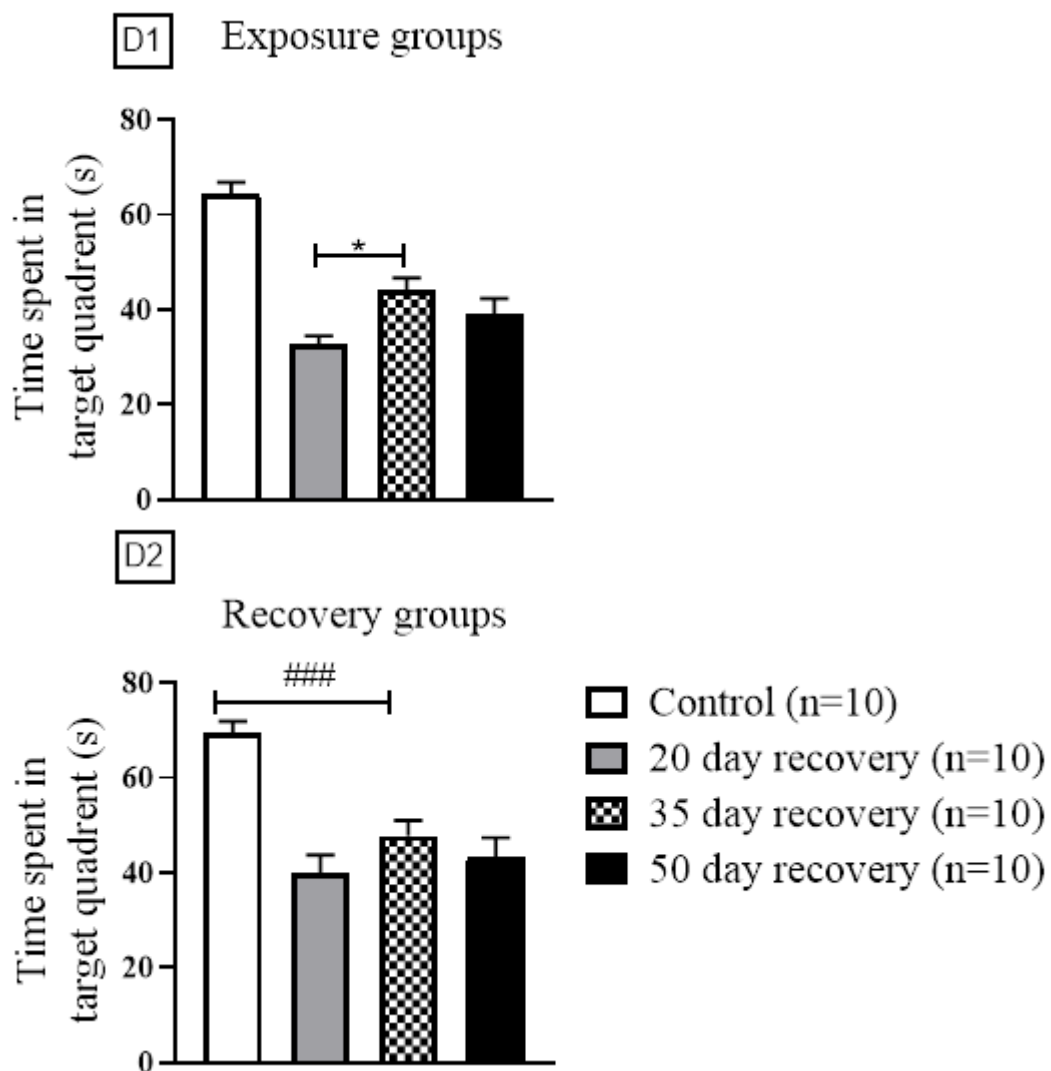 D1 Exposure groups
Time spent in
target quadrent (s)
80
60
40
20
0
*
D2
Recovery groups
Time spent in
target quadrent (s)
80
60
40
20
0
###
Control (n=10)
20 day recovery (n=10)
35 day recovery (n=10)
50 day recovery (n=10)